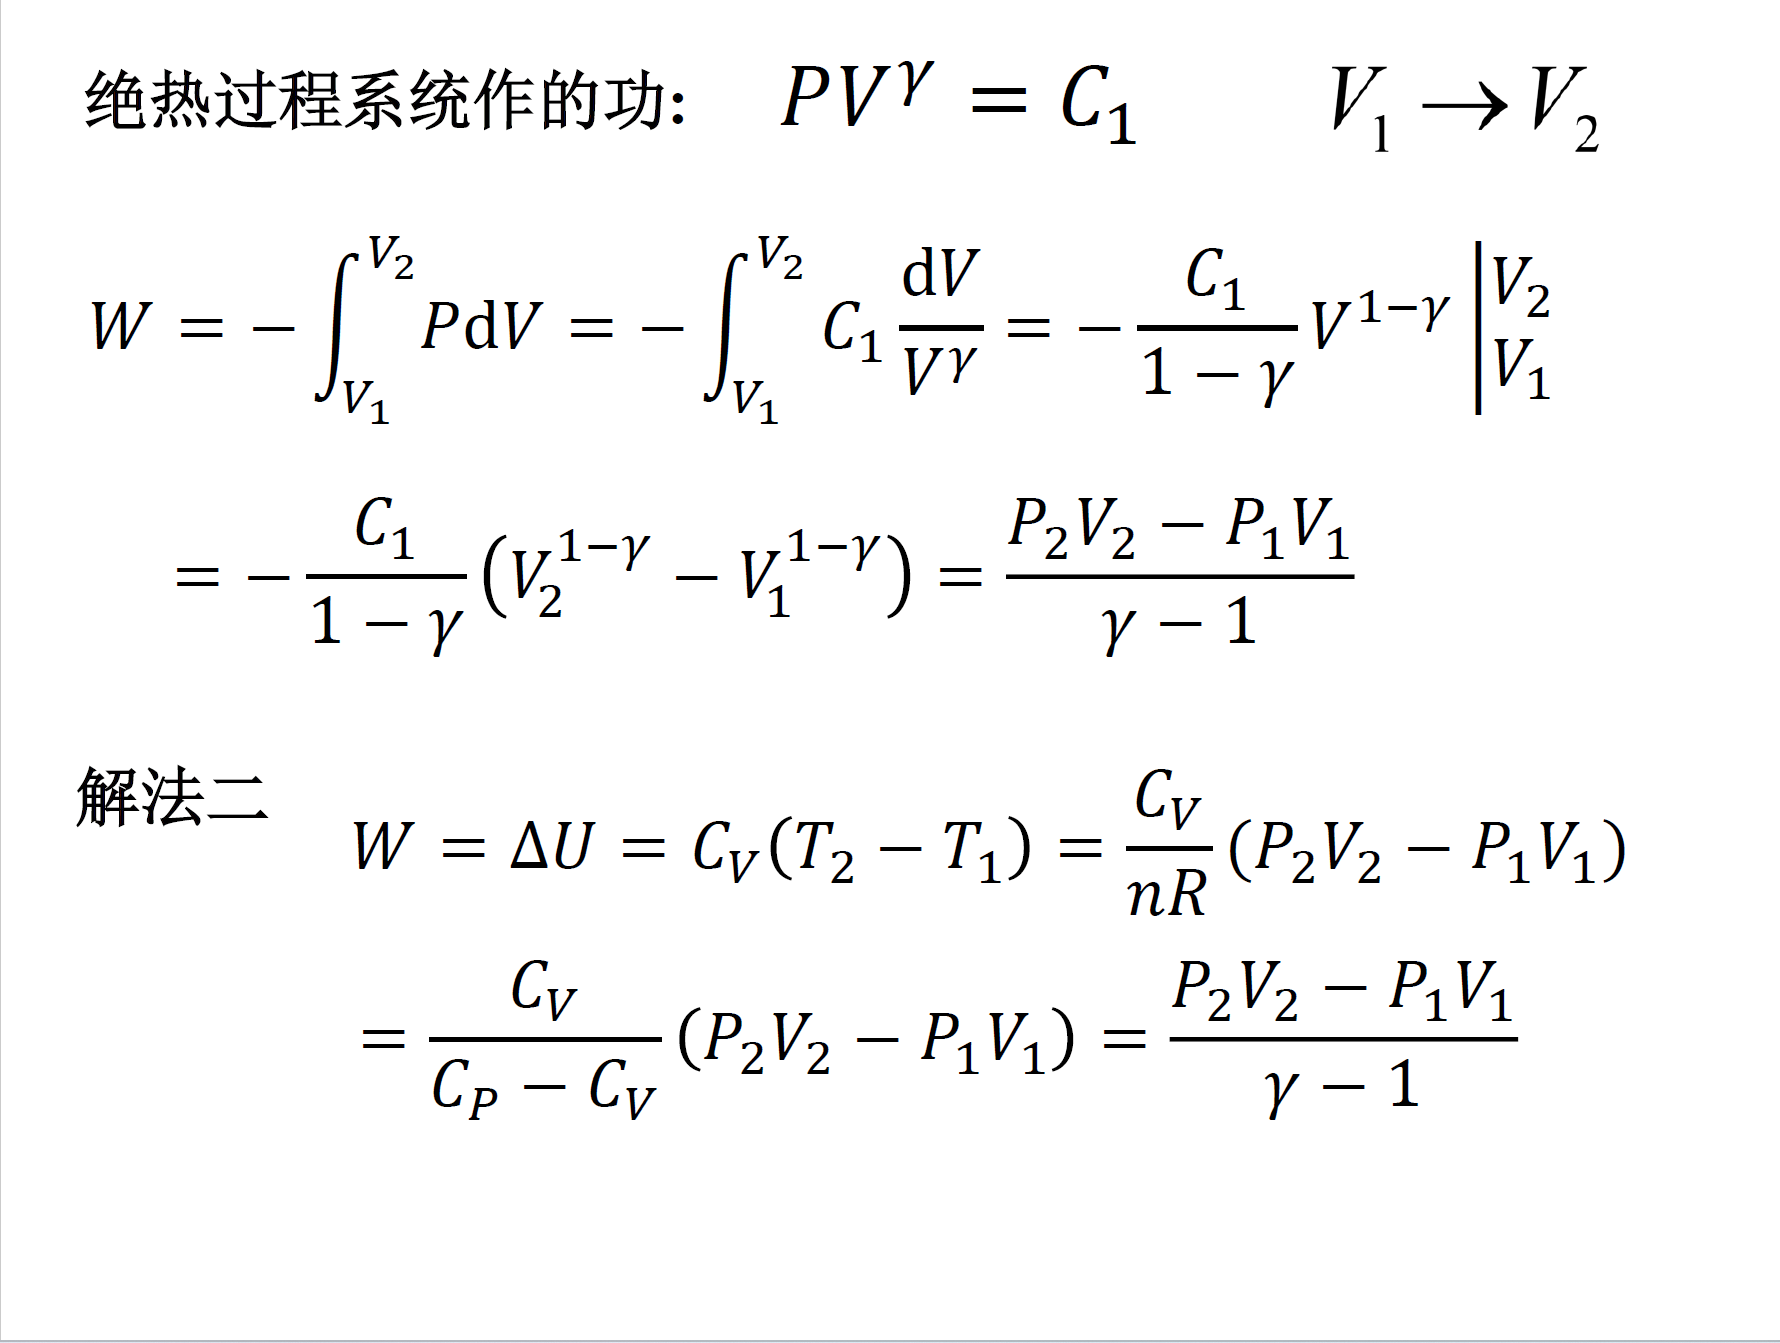 绝热过程系统作的功: $PV^{\gamma} = C_1$ $V_1 \rightarrow V_2$
$W = -\int_{V_1}^{V_2} P\mathrm{d}V = -\int_{V_1}^{V_2} C_1 \frac{\mathrm{d}V}{V^{\gamma}} = -\frac{C_1}{1-\gamma} V^{1-\gamma} \Big|_{V_1}^{V_2}$
$= -\frac{C_1}{1-\gamma} \left( V_2^{1-\gamma} - V_1^{1-\gamma} \right) = \frac{P_2V_2 - P_1V_1}{\gamma - 1}$
解法二 $W = \Delta U = C_V(T_2 - T_1) = \frac{C_V}{nR}(P_2V_2 - P_1V_1)$
$= \frac{C_V}{C_P - C_V}(P_2V_2 - P_1V_1) = \frac{P_2V_2 - P_1V_1}{\gamma - 1}$